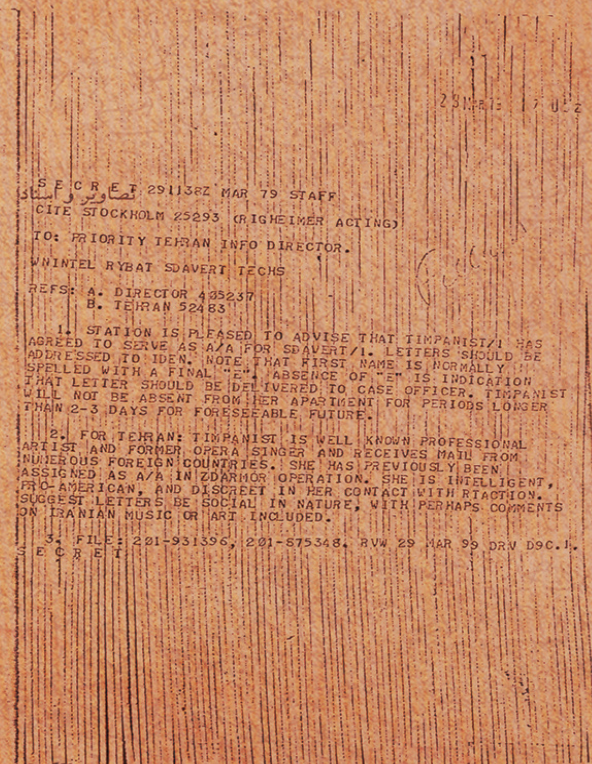 S E C R E T 291138Z MAR 79 STAFF
تصاویر و اسناد
CITE STOCKHOLM 25293 (RIGHEIMER ACTING)
TO: PRIORITY TEHRAN INFO DIRECTOR.
WNINTEL RYBAT SDAVERT TECHS
REFS: A. DIRECTOR 405237
B. TEHRAN 52483
1. STATION IS PLEASED TO ADVISE THAT TIMPANIST/1 HAS
AGREED TO SERVE AS A/A FOR SDAVERT/1. LETTERS SHOULD BE
ADDRESSED TO IDEN. NOTE THAT FIRST NAME IS NORMALLY
SPELLED WITH A FINAL "E". ABSENCE OF "E" IS INDICATION
THAT LETTER SHOULD BE DELIVERED TO CASE OFFICER. TIMPANIST
WILL NOT BE ABSENT FROM HER APARTMENT FOR PERIODS LONGER
THAN 2-3 DAYS FOR FORESEEABLE FUTURE.
2. FOR TEHRAN: TIMPANIST IS WELL KNOWN PROFESSIONAL
ARTIST AND FORMER OPERA SINGER AND RECEIVES MAIL FROM
NUMEROUS FOREIGN COUNTRIES. SHE HAS PREVIOUSLY BEEN
ASSIGNED AS A/A IN ZDARMOR OPERATION. SHE IS INTELLIGENT,
PRO-AMERICAN, AND DISCREET IN HER CONTACT WITH RTACTION.
SUGGEST LETTERS BE SOCIAL IN NATURE, WITH PERHAPS COMMENTS
ON IRANIAN MUSIC OR ART INCLUDED.
3. FILE: 201-931396, 201-875348. RVW 29 MAR 99 DRV D9C.1.
S E C R E T